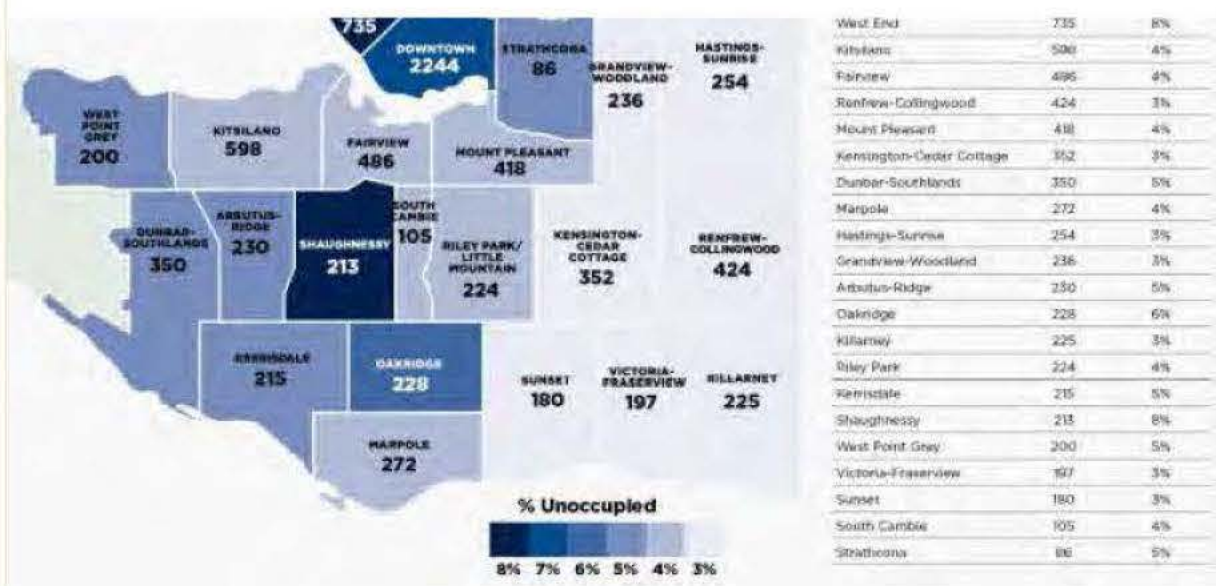 735
DOWNTOWN
2244
STRATHCONA
86
GRANDVIEW-
WOODLAND
236
HASTINGS-
SUNRISE
254
WEST
POINT
GREY
200
KITSILANO
598
FAIRVIEW
486
MOUNT PLEASANT
418
DUNBAR-
SOUTHLANDS
350
ARBUTUS-
RIDGE
230
SHAUGHNESSY
213
SOUTH
CAMBIE
105
RILEY PARK/
LITTLE
MOUNTAIN
224
KENSINGTON-
CEDAR
COTTAGE
352
RENFREW-
COLLINGWOOD
424
KERRISDALE
215
OAKRIDGE
228
SUNSET
180
VICTORIA-
FRASERVIEW
197
KILLARNEY
225
MARPOLE
272
% Unoccupied
8% 7% 6% 5% 4% 3%
West End 735 8%
Kitsilano 598 4%
Fairview 486 4%
Renfrew-Collingwood 424 3%
Mount Pleasant 418 4%
Kensington-Cedar Cottage 352 3%
Dunbar-Southlands 350 5%
Marpole 272 4%
Hastings-Sunrise 254 3%
Grandview-Woodland 236 3%
Arbutus-Ridge 230 5%
Oakridge 228 6%
Killarney 225 3%
Riley Park 224 4%
Kerrisdale 215 5%
Shaughnessy 213 8%
West Point Grey 200 5%
Victoria-Fraserview 197 3%
Sunset 180 3%
South Cambie 105 4%
Strathcona 86 5%